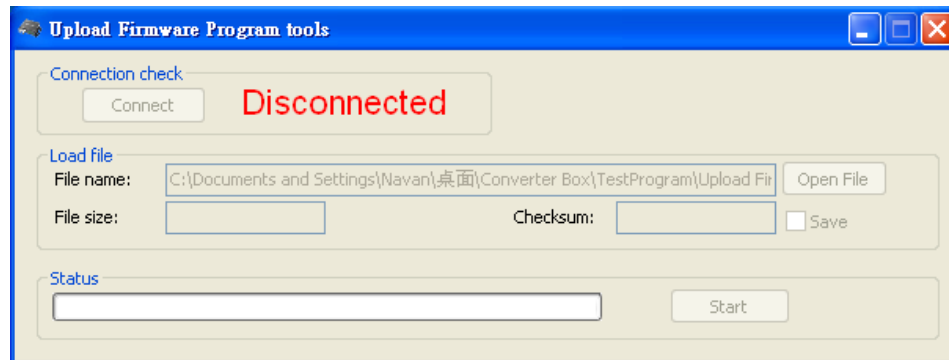 Upload Firmware Program tools
Connection check
Connect Disconnected
Load file
File name: C:\Documents and Settings\Navan\桌面\Converter Box\TestProgram\Upload Fir Open File
File size: Checksum: Save
Status
Start